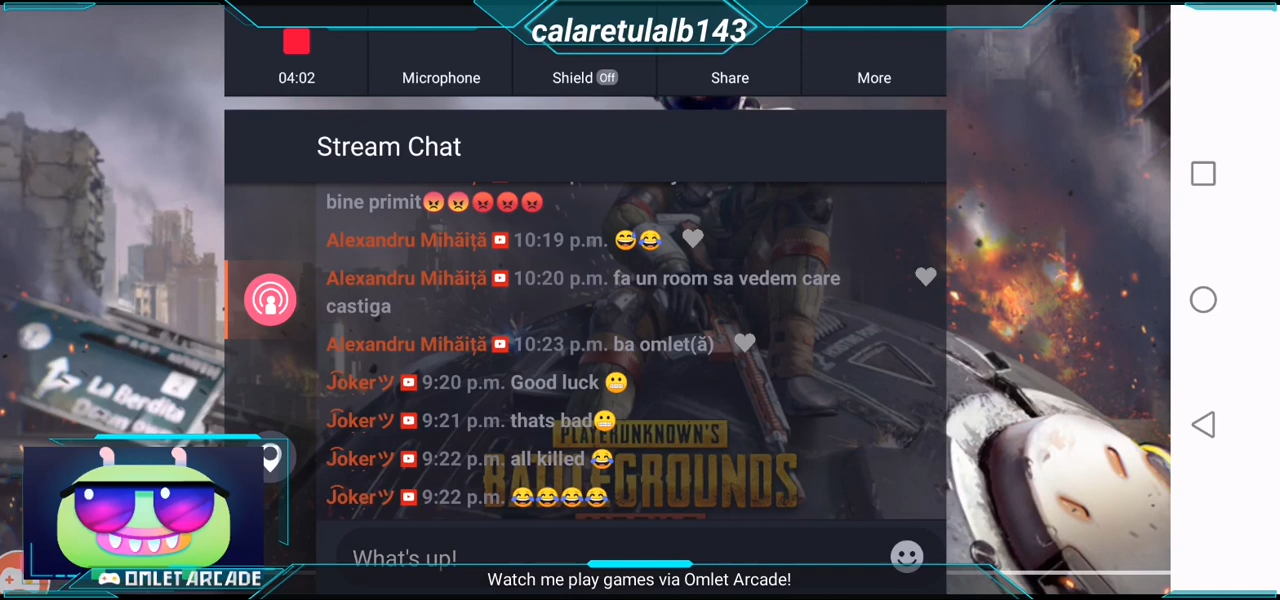 calaretulalb143
04:02 Microphone Shield Off Share More
Stream Chat
bine primit😡😡😡😡😡
Alexandru Mihăiță 10:19 p.m. 😅😂
Alexandru Mihăiță 10:20 p.m. fa un room sa vedem care
castiga
Alexandru Mihăiță 10:23 p.m. ba omlet(ă)
Jokerツ 9:20 p.m. Good luck 😬
Jokerツ 9:21 p.m. thats bad😬
Jokerツ 9:22 p.m. all killed 😂
Jokerツ 9:22 p.m. 😂😂😂😂
PLAYERUNKNOWN'S
BATTLEGROUNDS
La Berdita
What's up!
OMLET ARCADE
Watch me play games via Omlet Arcade!